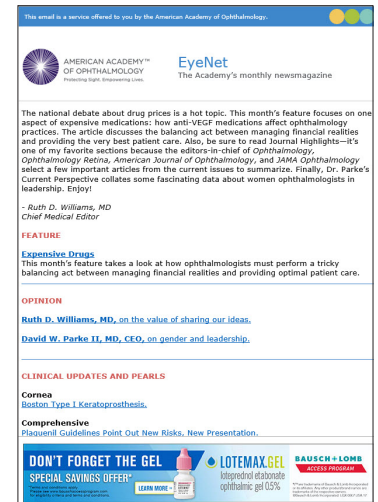 This email is a service offered to you by the American Academy of Ophthalmology.
AMERICAN ACADEMY™
OF OPHTHALMOLOGY
Protecting Sight. Empowering Lives.
EyeNet
The Academy's monthly newsmagazine
The national debate about drug prices is a hot topic. This month's feature focuses on one
aspect of expensive medications: how anti-VEGF medications affect ophthalmology
practices. The article discusses the balancing act between managing financial realities
and providing the very best patient care. Also, be sure to read Journal Highlights—it's
one of my favorite sections because the editors-in-chief of Ophthalmology,
Ophthalmology Retina, American Journal of Ophthalmology, and JAMA Ophthalmology
select a few important articles from the current issues to summarize. Finally, Dr. Parke's
Current Perspective collates some fascinating data about women ophthalmologists in
leadership. Enjoy!
- Ruth D. Williams, MD
Chief Medical Editor
FEATURE
Expensive Drugs
This month's feature takes a look at how ophthalmologists must perform a tricky
balancing act between managing financial realities and providing optimal patient care.
OPINION
Ruth D. Williams, MD, on the value of sharing our ideas.
David W. Parke II, MD, CEO, on gender and leadership.
CLINICAL UPDATES AND PEARLS
Cornea
Boston Type I Keratoprosthesis.
Comprehensive
Plaquenil Guidelines Point Out New Risks, New Presentation.
DON'T FORGET THE GEL
SPECIAL SAVINGS OFFER*
LEARN MORE
LOTEMAX.GEL
loteprednol etabonate
ophthalmic gel 0.5%
BAUSCH + LOMB
ACCESS PROGRAM